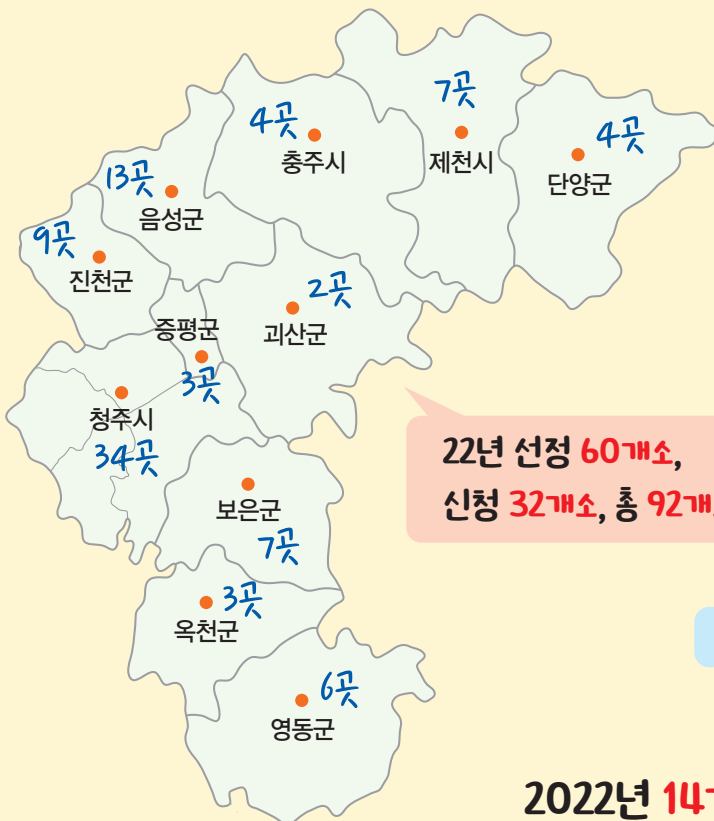 7곳
제천시
4곳
충주시
4곳
단양군
13곳
음성군
9곳
진천군
2곳
괴산군
증평군
3곳
청주시
34곳
22년 선정 60개소,
신청 32개소, 총 92개
보은군
7곳
3곳
옥천군
6곳
영동군
2022년 14